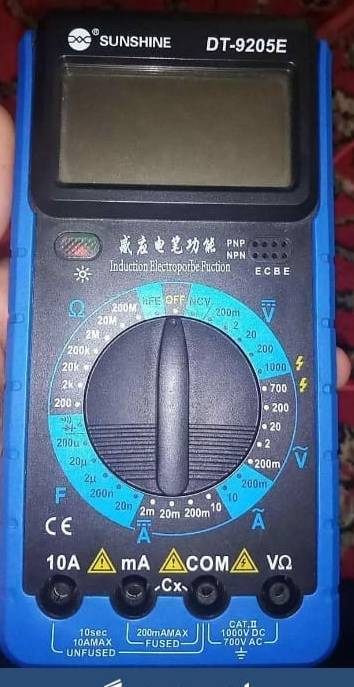 ® SUNSHINE DT-9205E
感应电笔功能
Induction Electroporbe Fuction
PNP
NPN
E C B E
Ω
200M
20M
2M
200k
20k
2k
200
hFE OFF NCV
V
200m
2
20
200
1000
700
200
20
2
200m
V
F
200u
20μ
2μ
200n
20n
A
2m 20m 200m 10
A
10 200m
CE
10A mA COM VΩ
Cx
10sec
10AMAX
UNFUSED
200mAMAX
FUSED
CAT.II
1000V DC
700V AC